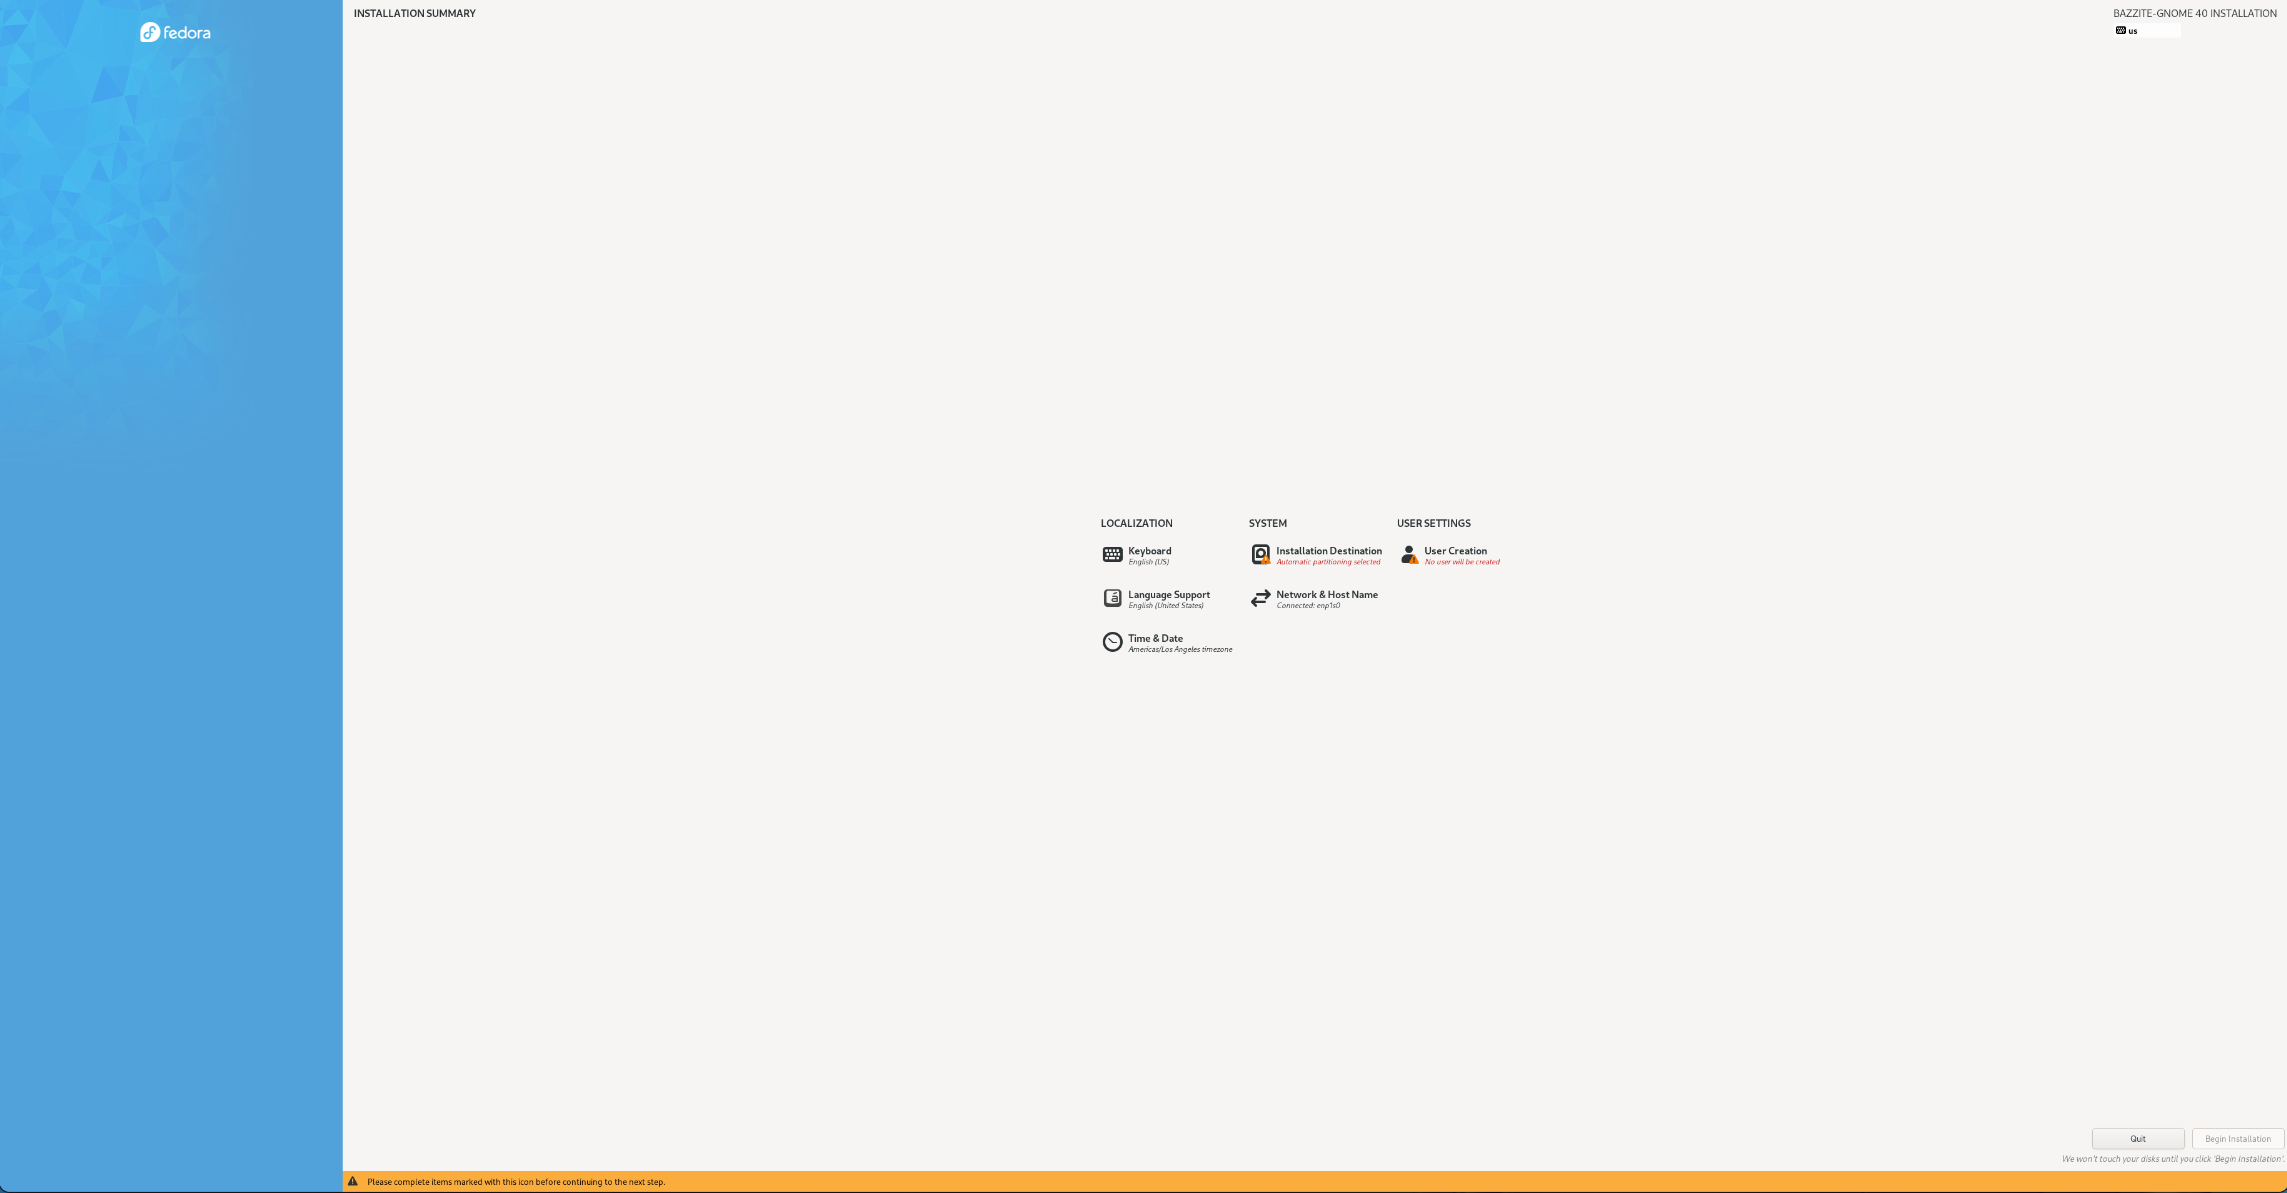 fedora
INSTALLATION SUMMARY
BAZZITE-GNOME 40 INSTALLATION
us
LOCALIZATION
Keyboard
English (US)
Language Support
English (United States)
Time & Date
Americas/Los Angeles timezone
SYSTEM
Installation Destination
Automatic partitioning selected
Network & Host Name
Connected: enp1s0
USER SETTINGS
User Creation
No user will be created
Quit
Begin Installation
We won't touch your disks until you click 'Begin Installation'.
Please complete items marked with this icon before continuing to the next step.